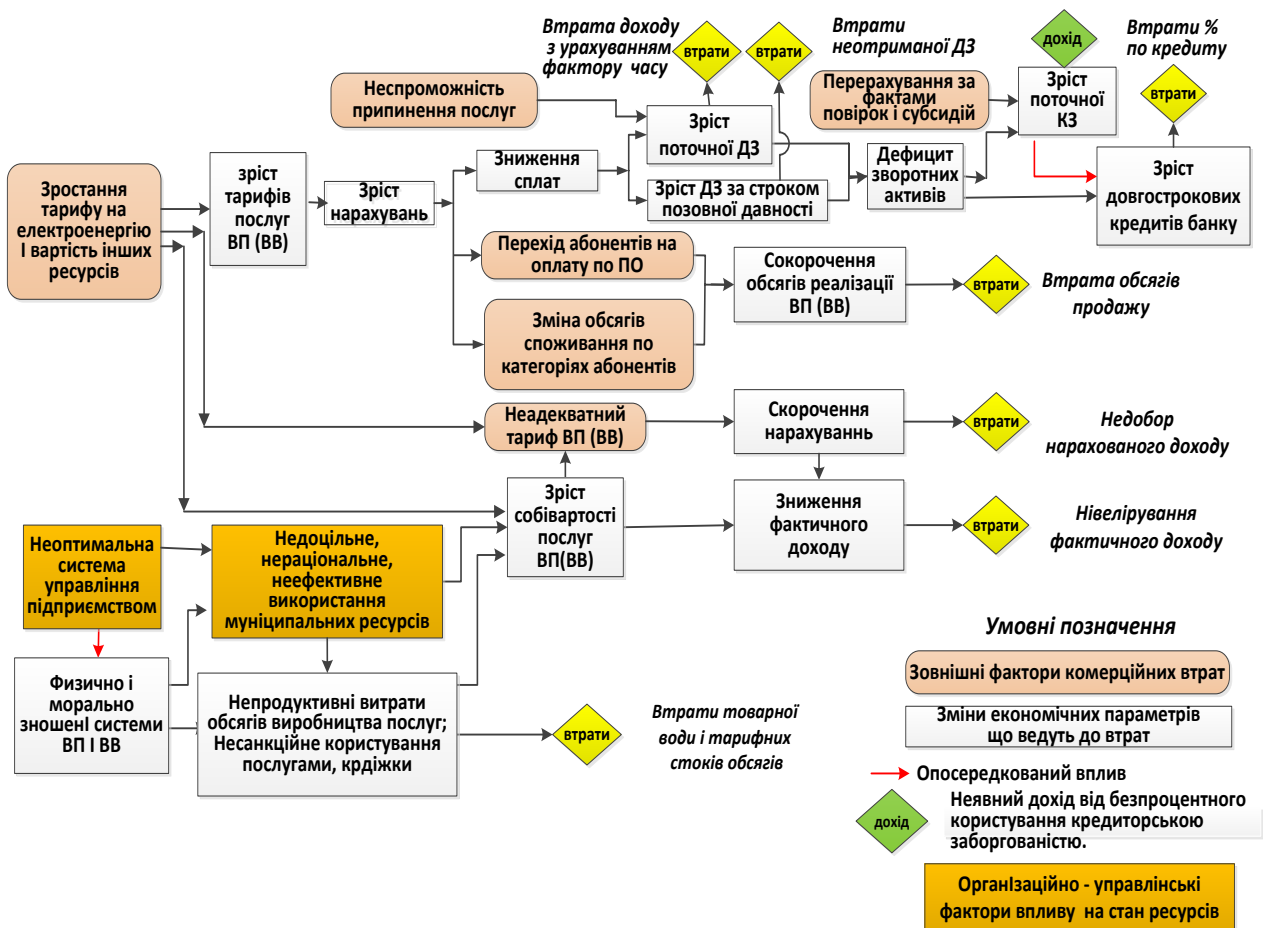 Втрата доходу
з урахуванням
фактору часу
втрати
втрати
Втрати
неотриманої ДЗ
дохід
Втрати %
по кредиту
втрати
Неспроможність
припинення послуг
Перерахування за
фактами
повірок і субсидій
Зріст
поточної
КЗ
Зріст
поточної ДЗ
Зростання
тарифу на
електроенергію
І вартість інших
ресурсів
зріст
тарифів
послуг
ВП (ВВ)
Зріст
нарахувань
Зниження
сплат
Зріст ДЗ за строком
позовної давності
Дефицит
зворотних
активів
Зріст
довгострокових
кредитів банку
Перехід абонентів на
оплату по ПО
Зміна обсягів
споживання по
категоріях абонентів
Сокорочення
обсягів реалізації
ВП (ВВ)
втрати
Втрата обсягів
продажу
Неадекватний
тариф ВП (ВВ)
Скорочення
нарахуваннь
втрати
Недобор
нарахованого доходу
Зріст
собівартості
послуг
ВП(ВВ)
Зниження
фактичного
доходу
втрати
Нівелірування
фактичного доходу
Неоптимальна
система
управління
підприємством
Недоцільне,
нераціональне,
неефективне
використання
муніципальних ресурсів
Физично і
морально
зношенІ системи
ВП І ВВ
Непродуктивні витрати
обсягів виробництва послуг;
Несанкційне користування
послугами, крдіжки
втрати
Втрати товарної
води і тарифних
стоків обсягів
Умовні позначення
Зовнішні фактори комерційних втрат
Зміни економічних параметрів
що ведуть до втрат
Опосередкований вплив
дохід
Неявний дохід від безпроцентного
користування кредиторською
заборгованістю.
ОрганІзаційно - управлінські
фактори впливу на стан ресурсів